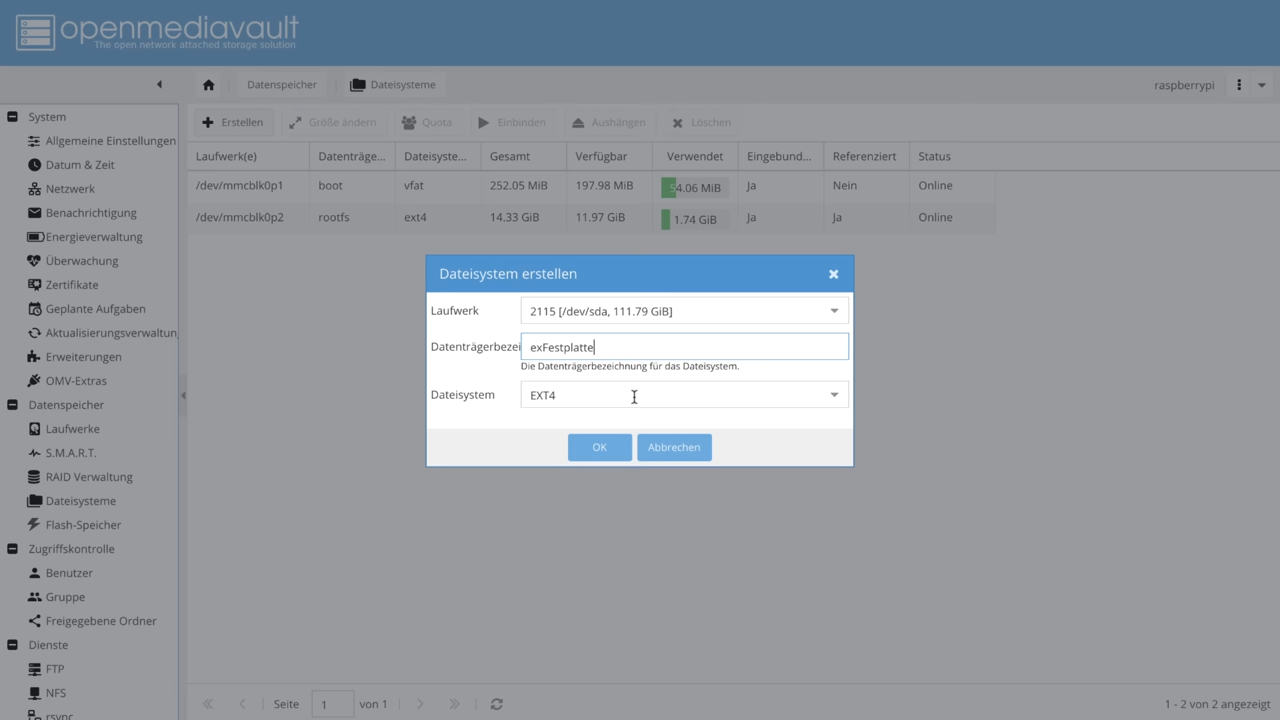 openmediavault
The open network attached storage solution
Datenspeicher
Dateisysteme
raspberrypi
System
Allgemeine Einstellungen
Datum & Zeit
Netzwerk
Benachrichtigung
Energieverwaltung
Überwachung
Zertifikate
Geplante Aufgaben
Aktualisierungsverwaltun
Erweiterungen
OMV-Extras
Datenspeicher
Laufwerke
S.M.A.R.T.
RAID Verwaltung
Dateisysteme
Flash-Speicher
Zugriffskontrolle
Benutzer
Gruppe
Freigegebene Ordner
Dienste
FTP
NFS
rsync
Erstellen Größe ändern Quota Einbinden Aushängen Löschen
Laufwerk(e) Datenträge... Dateisyste... Gesamt Verfügbar Verwendet Eingebund... Referenziert Status
/dev/mmcblk0p1 boot vfat 252.05 MiB 197.98 MiB 54.06 MiB Ja Nein Online
/dev/mmcblk0p2 rootfs ext4 14.33 GiB 11.97 GiB 1.74 GiB Ja Ja Online
Dateisystem erstellen
Laufwerk 2115 [/dev/sda, 111.79 GiB]
Datenträgerbezei exFestplatte
Die Datenträgerbezeichnung für das Dateisystem.
Dateisystem EXT4
OK Abbrechen
Seite 1 von 1
1 - 2 von 2 angezeigt